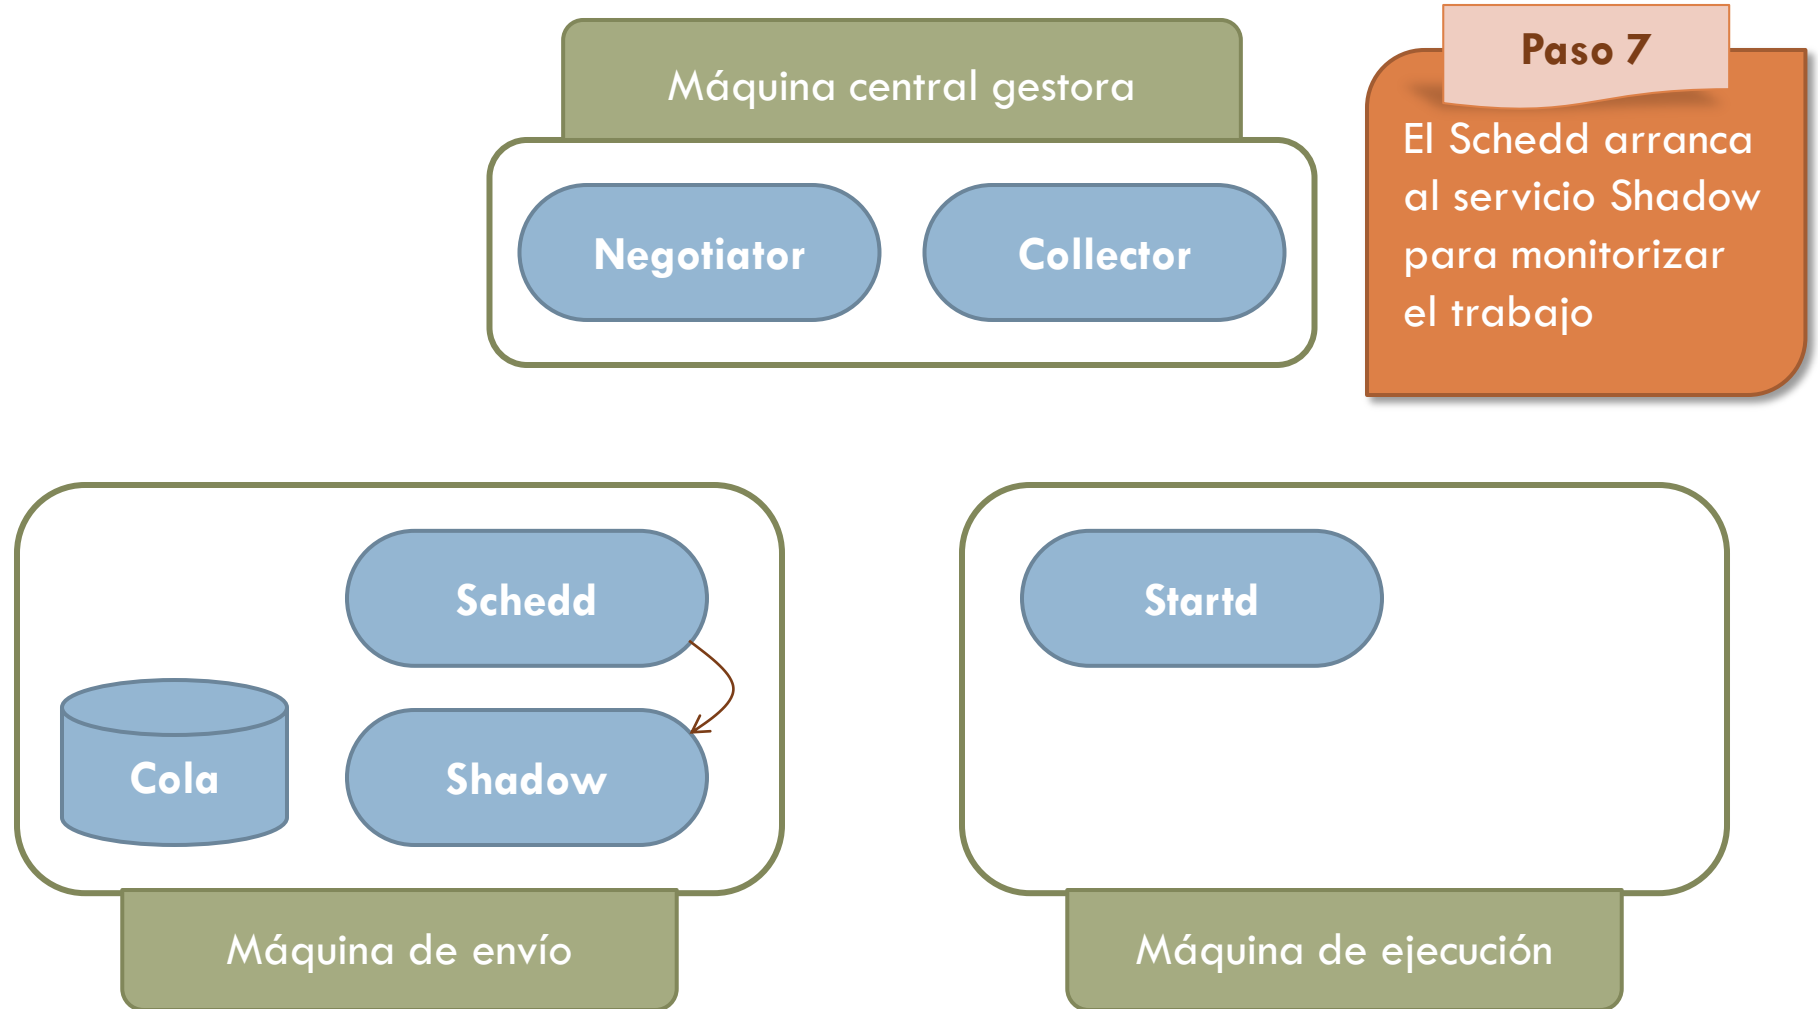 Máquina central gestora
Negotiator
Collector
Paso 7
El Schedd arranca
al servicio Shadow
para monitorizar
el trabajo
Schedd
Cola
Shadow
Máquina de envío
Startd
Máquina de ejecución